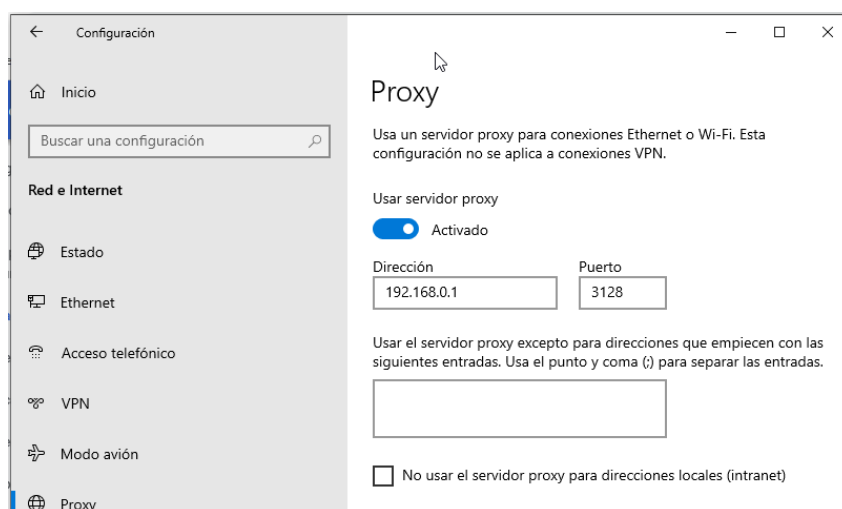 Configuración
Inicio
Buscar una configuración
Red e Internet
Estado
Ethernet
Acceso telefónico
VPN
Modo avión
Proxy
Proxy
Usa un servidor proxy para conexiones Ethernet o Wi-Fi. Esta
configuración no se aplica a conexiones VPN.
Usar servidor proxy
Activado
Dirección Puerto
192.168.0.1 3128
Usar el servidor proxy excepto para direcciones que empiecen con las
siguientes entradas. Usa el punto y coma (;) para separar las entradas.
No usar el servidor proxy para direcciones locales (intranet)